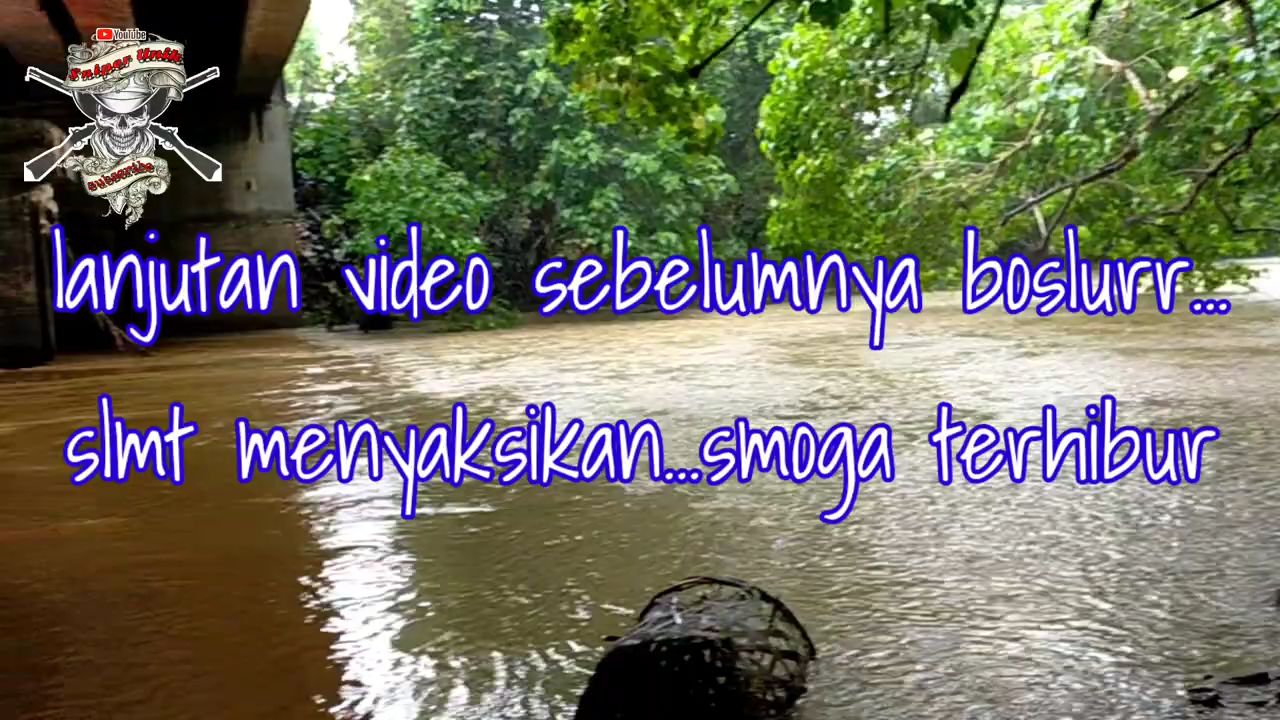 YouTube
Sniper Unik
subscribe
lanjutan video sebelumnya boslurr...
slmt menyaksikan...smoga terhibur